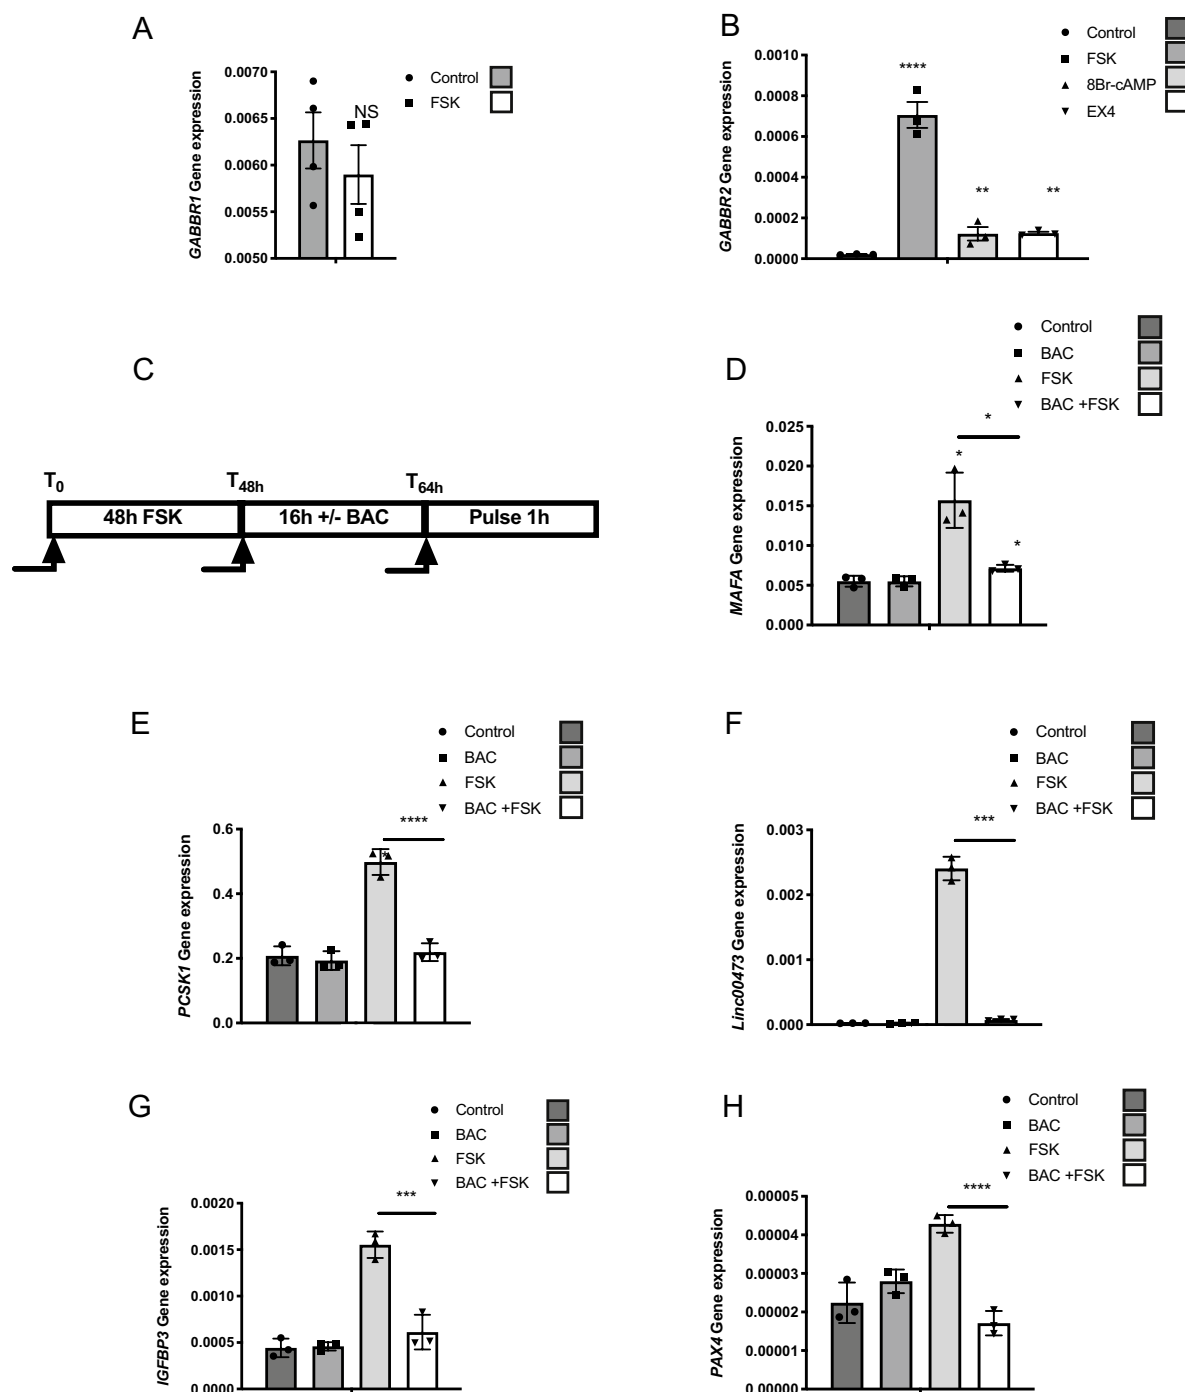 A
GABBR1 Gene expression
0.0070
0.0065
0.0060
0.0055
0.0050
NS
Control
FSK
B
GABBR2 Gene expression
0.0010
0.0008
0.0006
0.0004
0.0002
0.0000
****
**
**
Control
FSK
8Br-cAMP
EX4
C
T0
T48h
T64h
48h FSK
16h +/- BAC
Pulse 1h
D
Control
BAC
FSK
BAC +FSK
MAFA Gene expression
0.025
0.020
0.015
0.010
0.005
0.000
*
*
*
E
Control
BAC
FSK
BAC +FSK
PCSK1 Gene expression
0.6
0.4
0.2
0.0
****
*
F
Control
BAC
FSK
BAC +FSK
Linc00473 Gene expression
0.003
0.002
0.001
0.000
***
G
Control
BAC
FSK
BAC +FSK
IGFBP3 Gene expression
0.0020
0.0015
0.0010
0.0005
0.0000
***
H
Control
BAC
FSK
BAC +FSK
PAX4 Gene expression
0.00005
0.00004
0.00003
0.00002
0.00001
0.00000
****